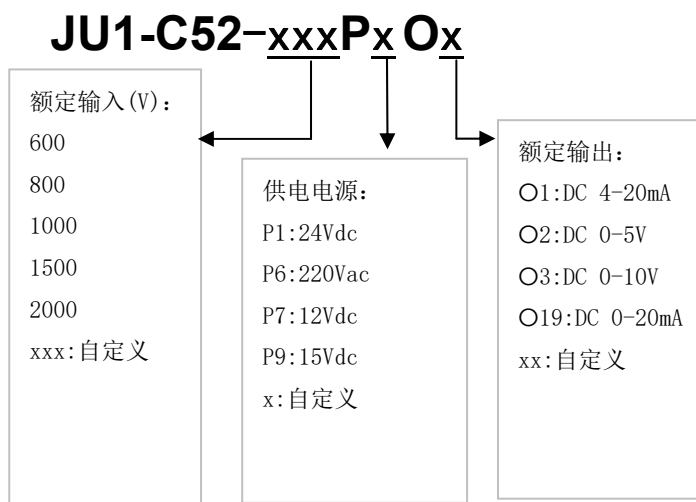 JU1-C52-xxxPxOx
额定输入(V):
600
800
1000
1500
2000
xxx:自定义
供电电源:
P1:24Vdc
P6:220Vac
P7:12Vdc
P9:15Vdc
x:自定义
额定输出:
O1:DC 4-20mA
O2:DC 0-5V
O3:DC 0-10V
O19:DC 0-20mA
xx:自定义